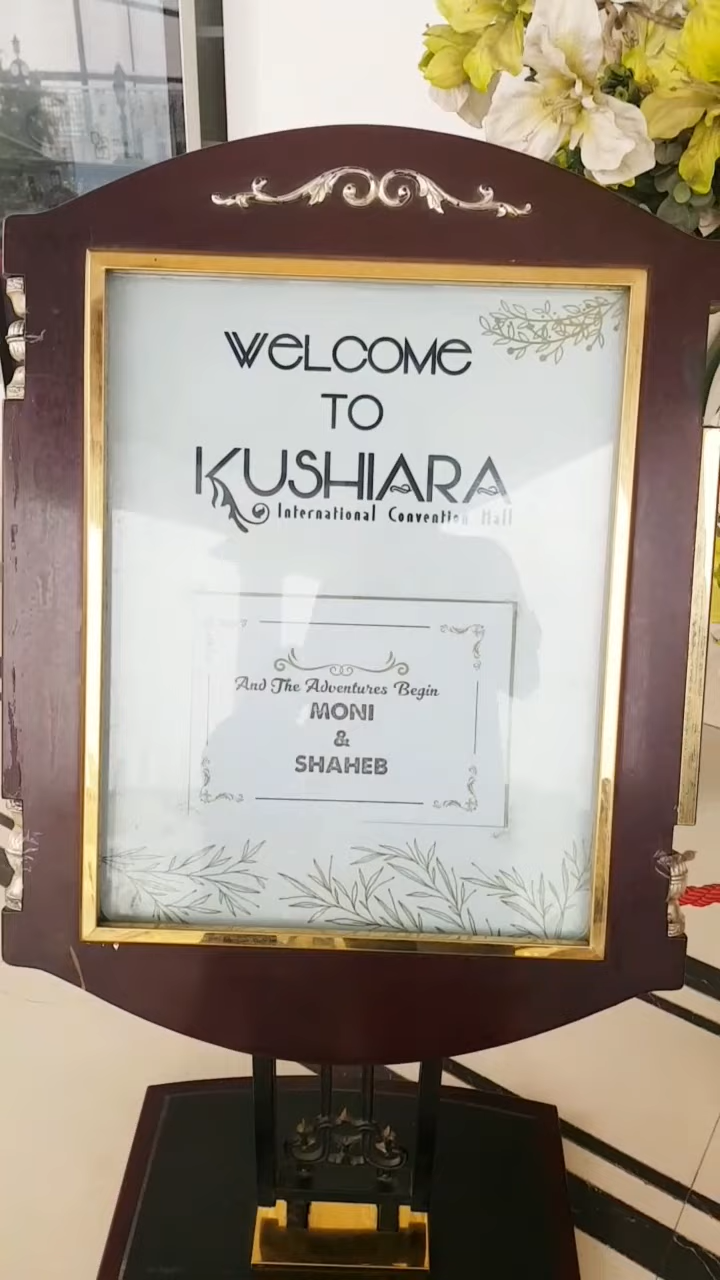 WELCOME
TO
KUSHIARA
International Convention Hall
And The Adventures Begin
MONI
&
SHAHEB